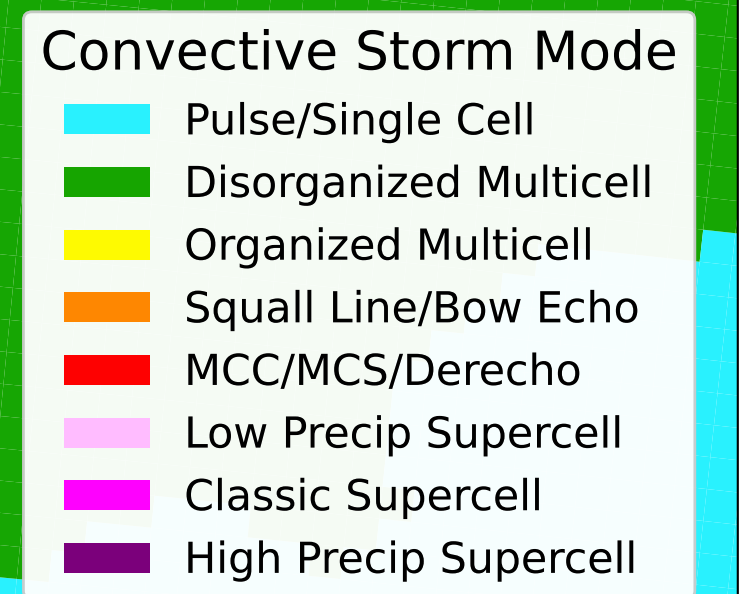 Convective Storm Mode
Pulse/Single Cell
Disorganized Multicell
Organized Multicell
Squall Line/Bow Echo
MCC/MCS/Derecho
Low Precip Supercell
Classic Supercell
High Precip Supercell